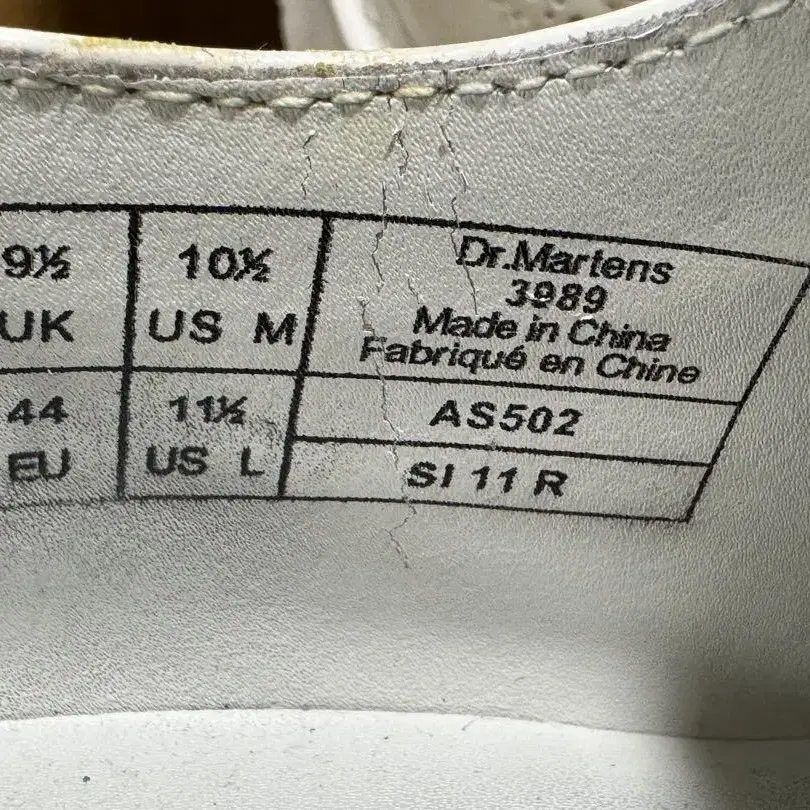 9½
UK
10½
US M
Dr.Martens
3989
Made in China
Fabriqué en Chine
44
EU
11½
US L
AS502
SI 11 R